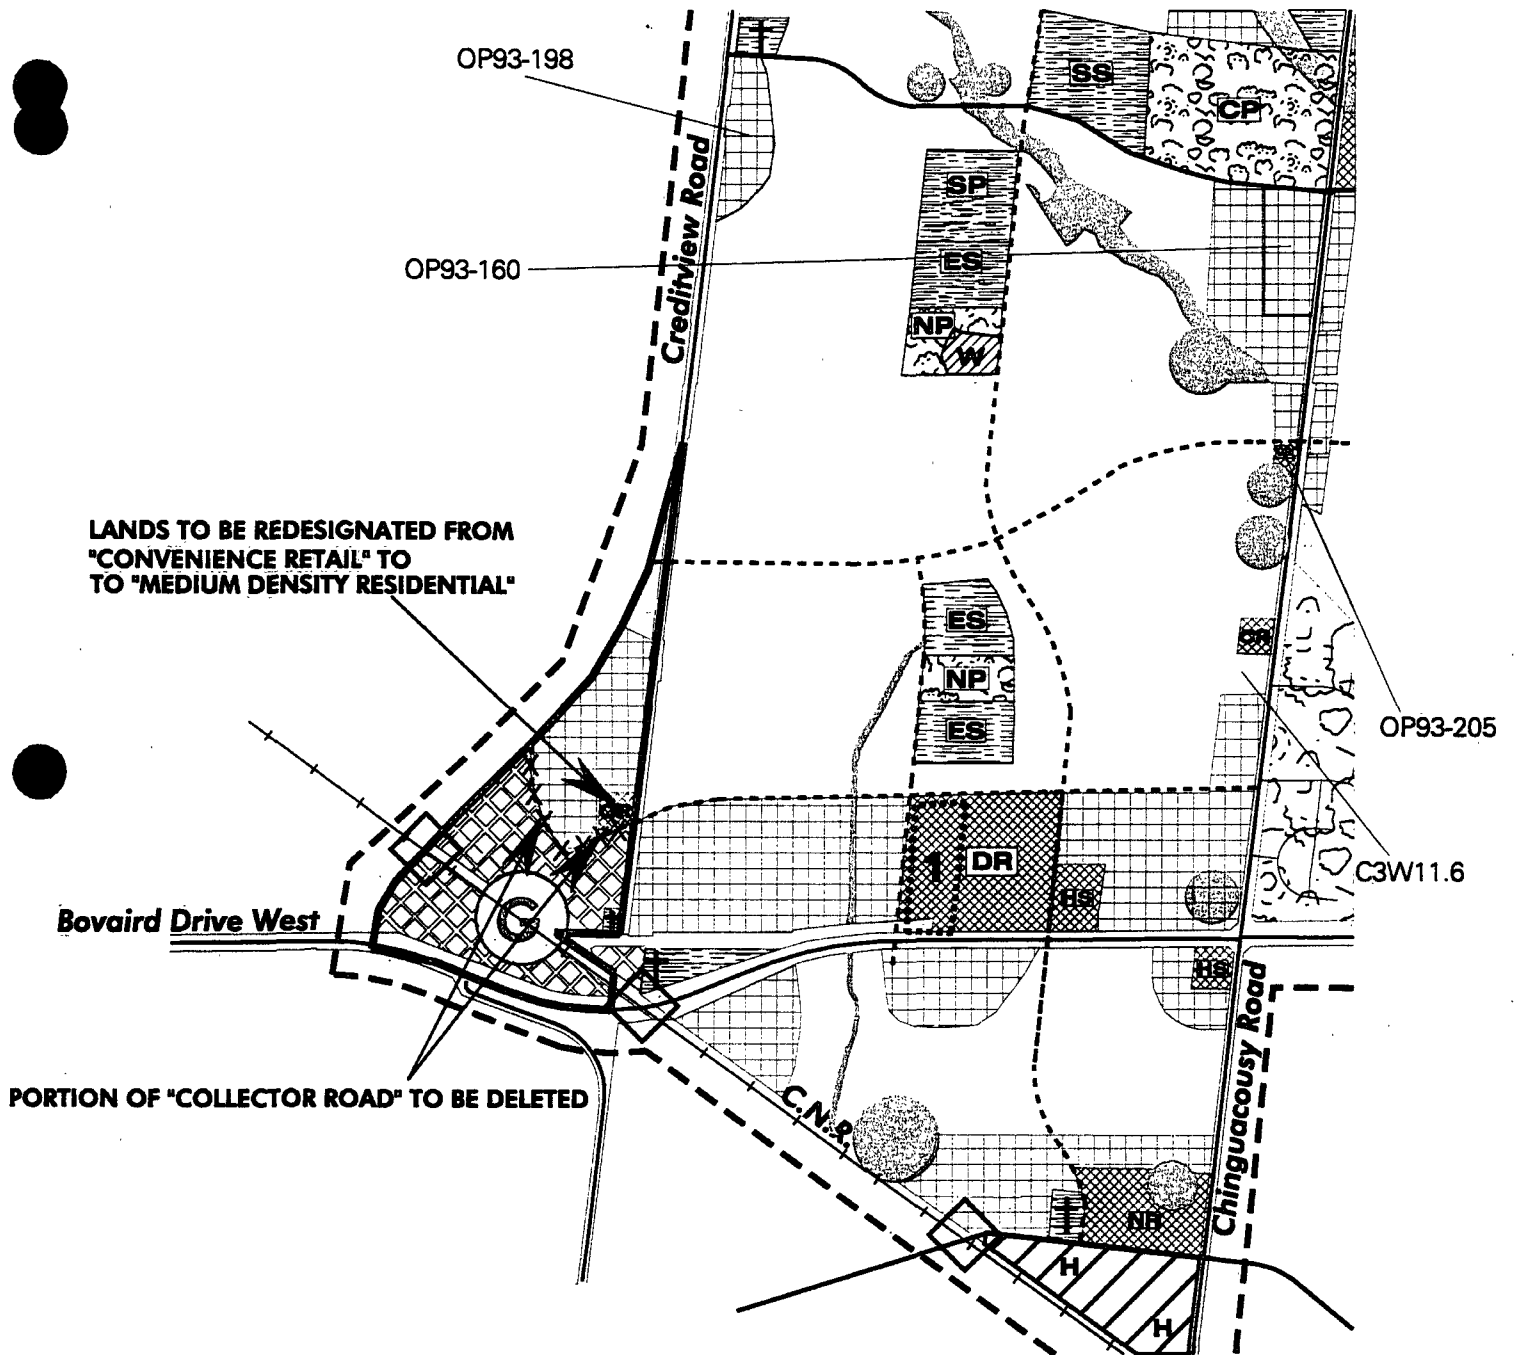 OP93-198
SS
CP
Creditview Road
SP
OP93-160
ES
NP
W
LANDS TO BE REDESIGNATED FROM
"CONVENIENCE RETAIL" TO
TO "MEDIUM DENSITY RESIDENTIAL"
ES
CR
NP
ES
OP93-205
1
DR
HS
C3W11.6
Bovaird Drive West
C
HS
Chinguacousy Road
PORTION OF "COLLECTOR ROAD" TO BE DELETED
C.N.R.
NR
H
H